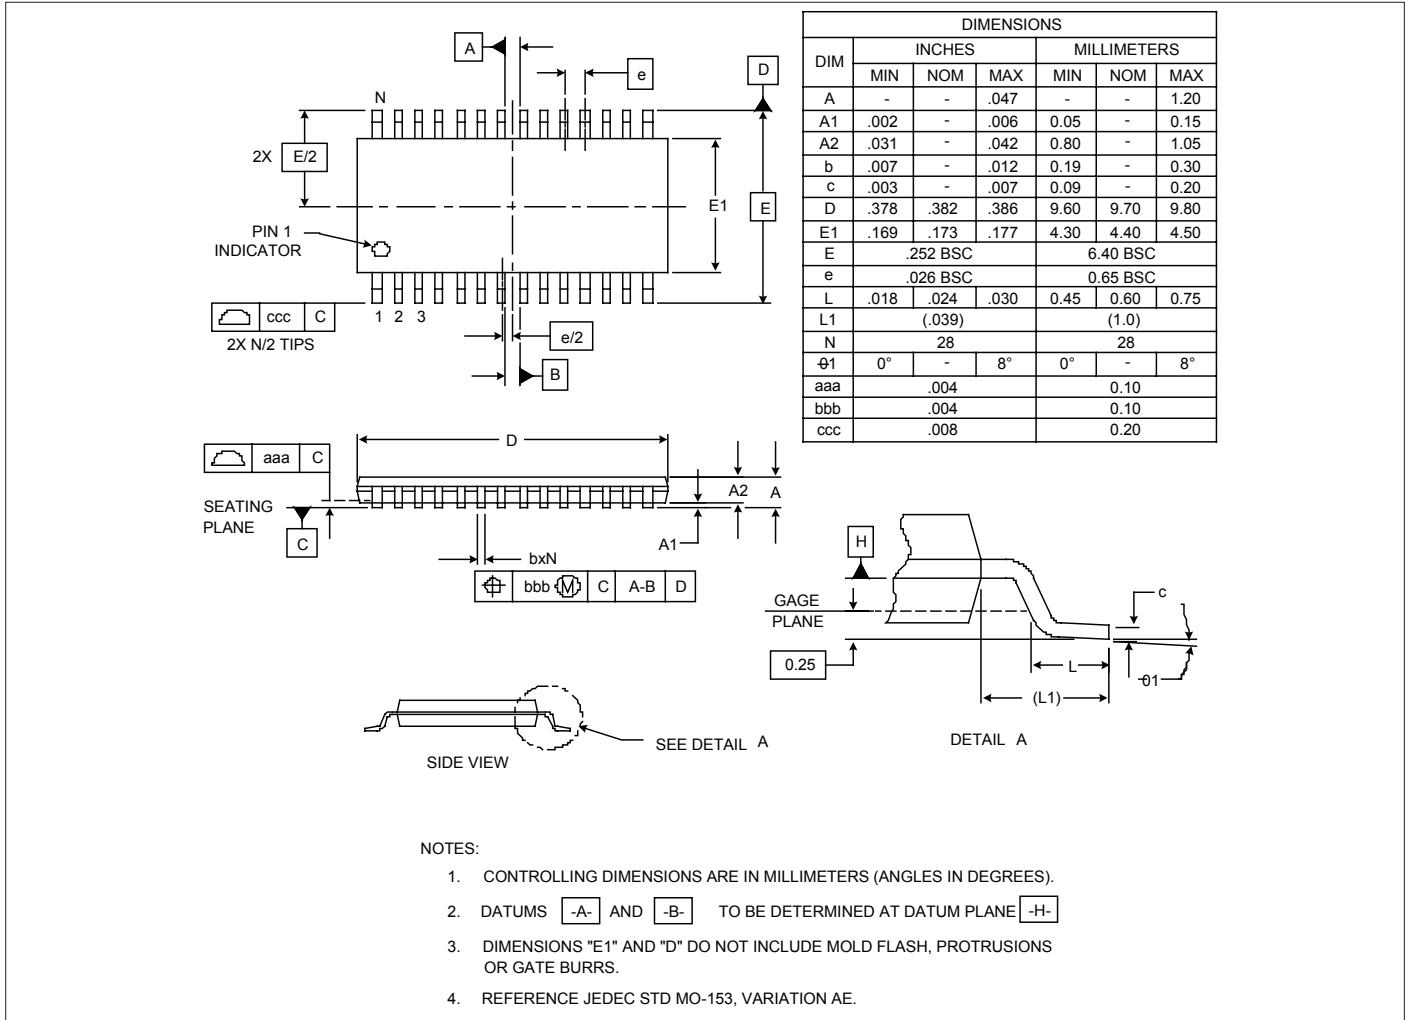 A
e
D
N
2X E/2
E1
E
PIN 1
INDICATOR
ccc C
1 2 3
2X N/2 TIPS
e/2
B
DIMENSIONS
DIM INCHES MILLIMETERS
MIN NOM MAX MIN NOM MAX
A - - .047 - - 1.20
A1 .002 - .006 0.05 - 0.15
A2 .031 - .042 0.80 - 1.05
b .007 - .012 0.19 - 0.30
c .003 - .007 0.09 - 0.20
D .378 .382 .386 9.60 9.70 9.80
E1 .169 .173 .177 4.30 4.40 4.50
E .252 BSC 6.40 BSC
e .026 BSC 0.65 BSC
L .018 .024 .030 0.45 0.60 0.75
L1 (.039) (1.0)
N 28 28
θ1 0° - 8° 0° - 8°
aaa .004 0.10
bbb .004 0.10
ccc .008 0.20
D
aaa C
A2 A
SEATING
PLANE
C
A1
bxN
bbb M C A-B D
H
GAGE
PLANE
c
0.25
L
θ1
(L1)
SEE DETAIL A
DETAIL A
SIDE VIEW
NOTES:
1. CONTROLLING DIMENSIONS ARE IN MILLIMETERS (ANGLES IN DEGREES).
2. DATUMS -A- AND -B- TO BE DETERMINED AT DATUM PLANE -H-
3. DIMENSIONS "E1" AND "D" DO NOT INCLUDE MOLD FLASH, PROTRUSIONS
OR GATE BURRS.
4. REFERENCE JEDEC STD MO-153, VARIATION AE.